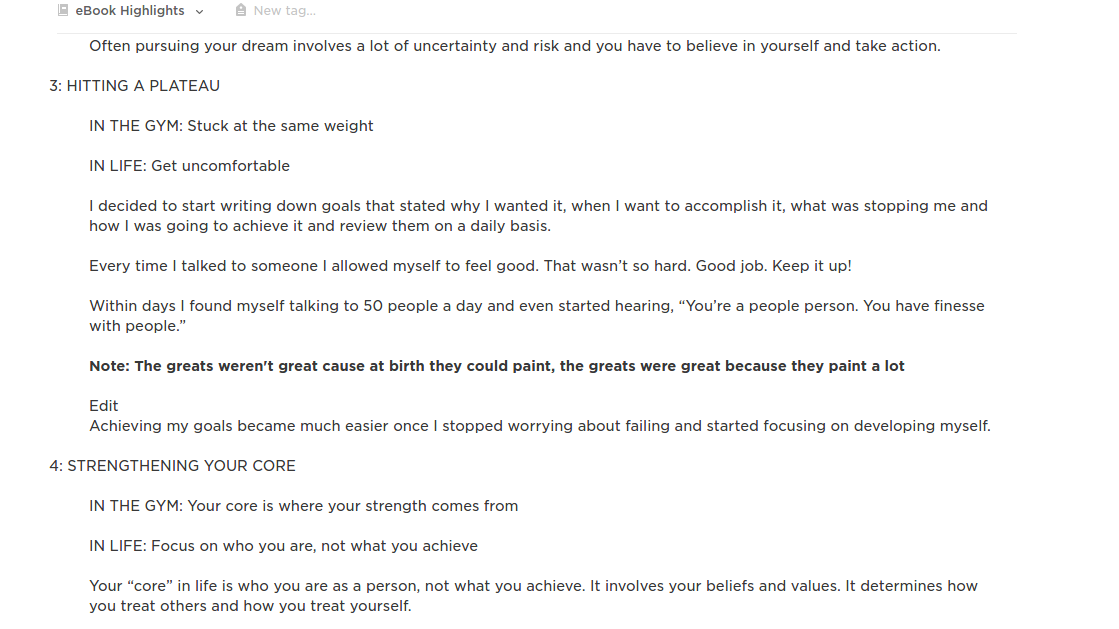 eBook Highlights
New tag...
Often pursuing your dream involves a lot of uncertainty and risk and you have to believe in yourself and take action.
3: HITTING A PLATEAU
IN THE GYM: Stuck at the same weight
IN LIFE: Get uncomfortable
I decided to start writing down goals that stated why I wanted it, when I want to accomplish it, what was stopping me and
how I was going to achieve it and review them on a daily basis.
Every time I talked to someone I allowed myself to feel good. That wasn’t so hard. Good job. Keep it up!
Within days I found myself talking to 50 people a day and even started hearing, “You’re a people person. You have finesse
with people.”
Note: The greats weren't great cause at birth they could paint, the greats were great because they paint a lot
Edit
Achieving my goals became much easier once I stopped worrying about failing and started focusing on developing myself.
4: STRENGTHENING YOUR CORE
IN THE GYM: Your core is where your strength comes from
IN LIFE: Focus on who you are, not what you achieve
Your “core” in life is who you are as a person, not what you achieve. It involves your beliefs and values. It determines how
you treat others and how you treat yourself.